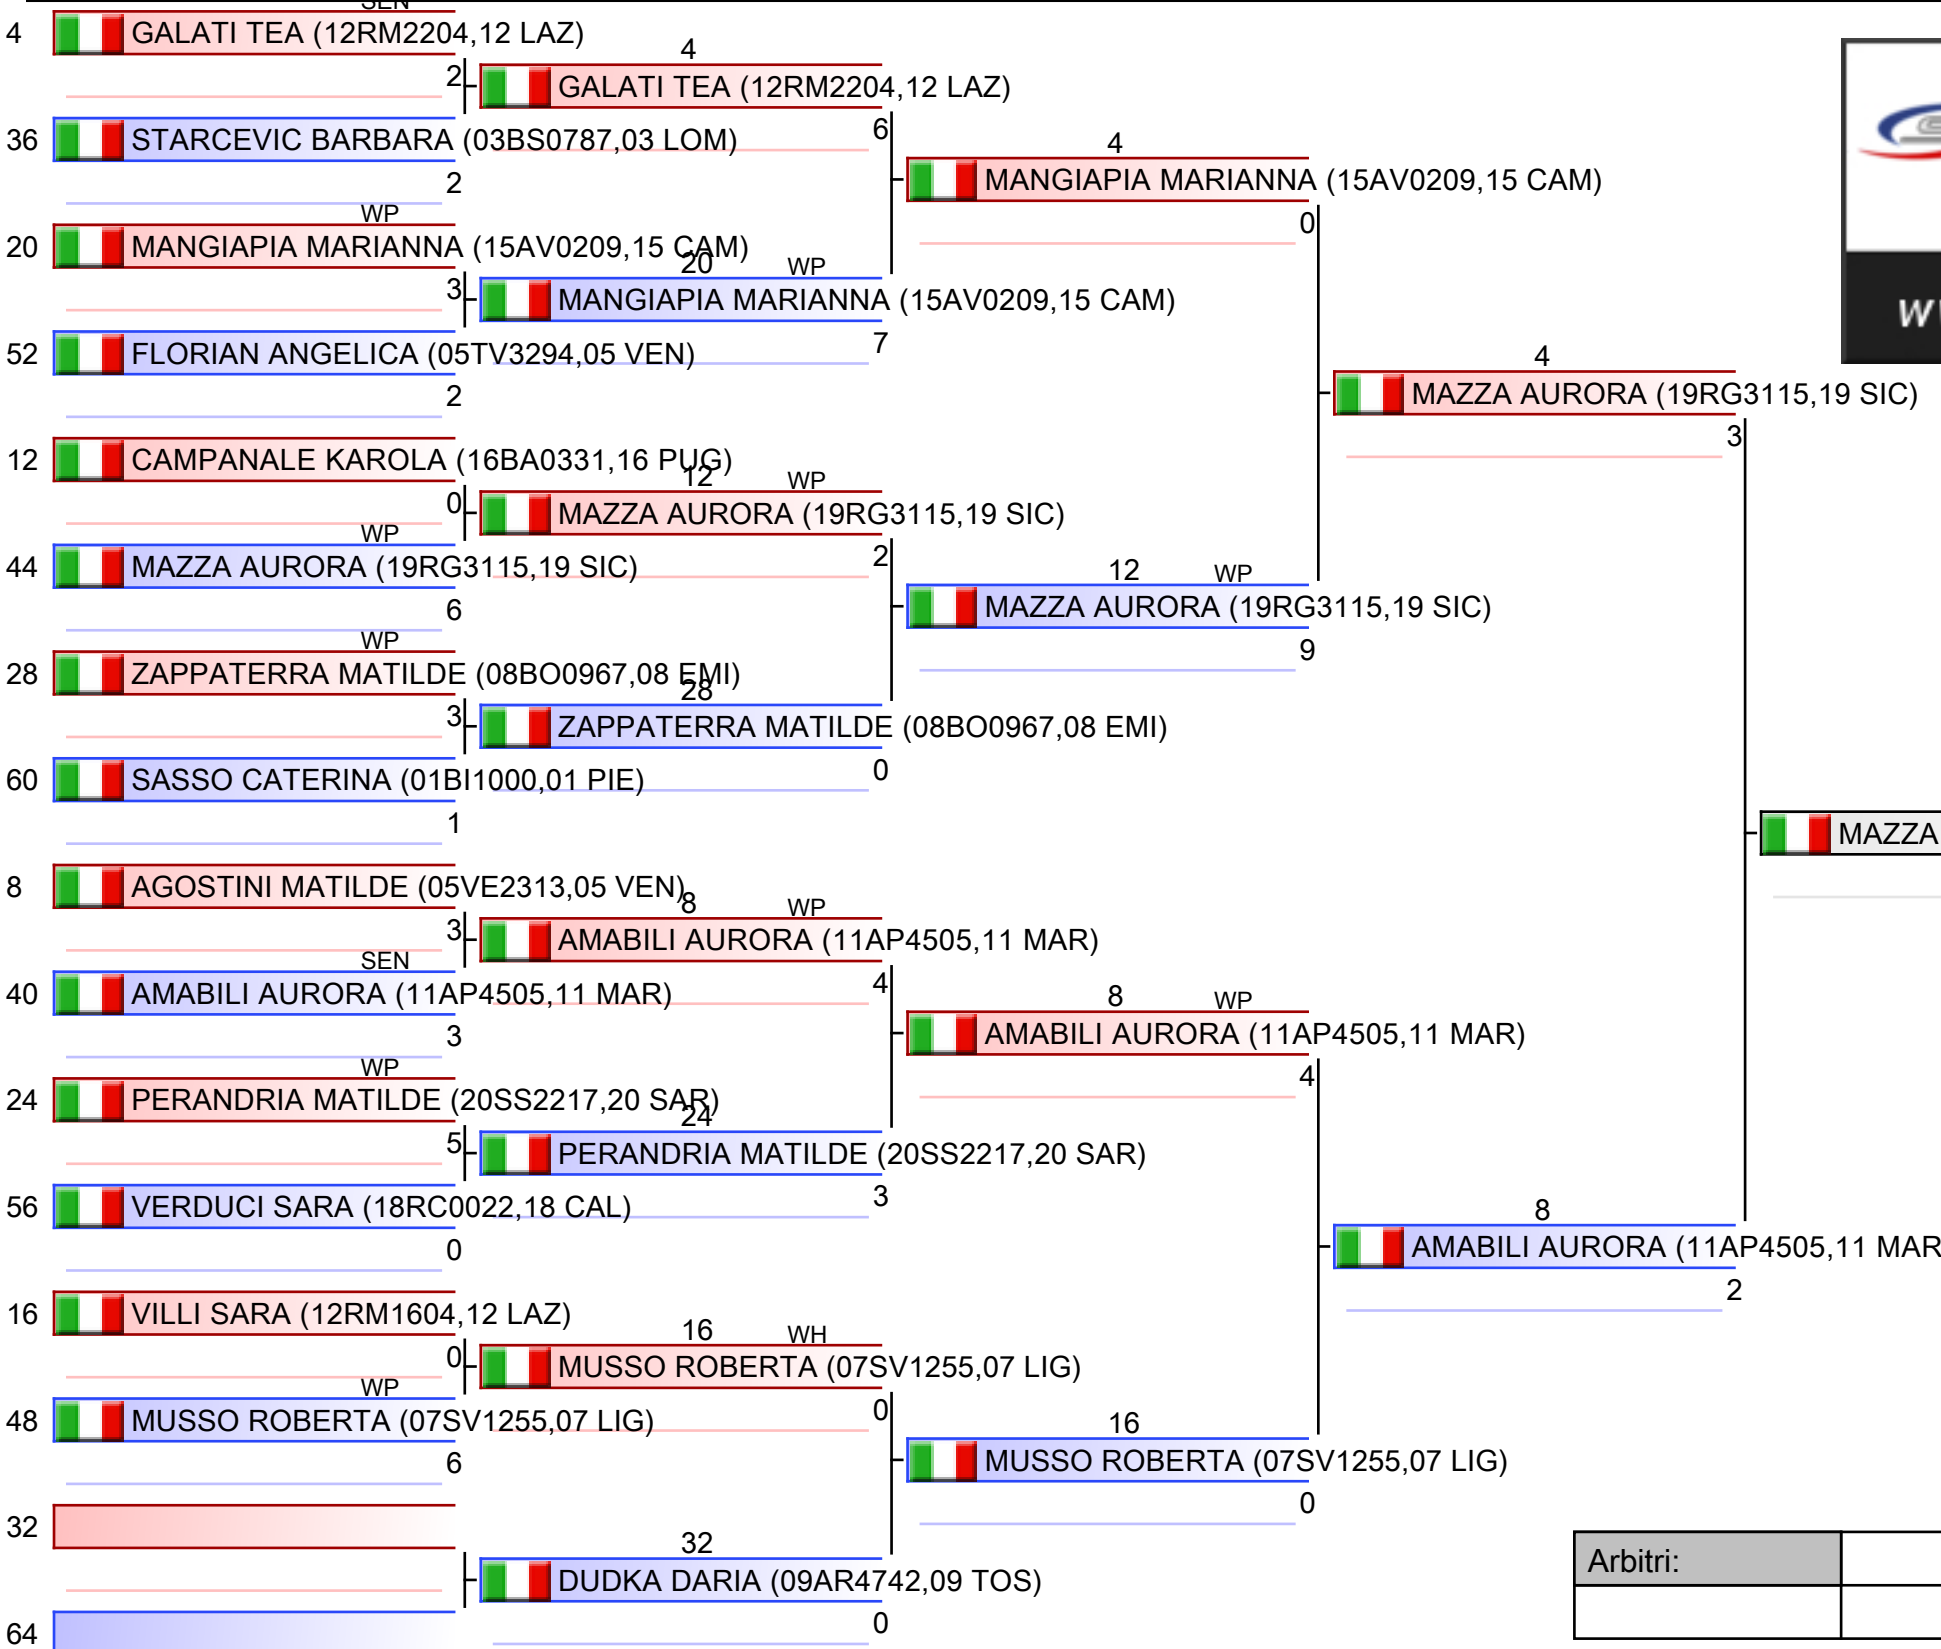 SEN
4 GALATI TEA (12RM2204,12 LAZ)
4
2 GALATI TEA (12RM2204,12 LAZ)
36 STARCEVIC BARBARA (03BS0787,03 LOM)
6
4
2
MANGIAPIA MARIANNA (15AV0209,15 CAM)
WP
0
20 MANGIAPIA MARIANNA (15AV0209,15 CAM)
20 WP
3 MANGIAPIA MARIANNA (15AV0209,15 CAM)
W
52 FLORIAN ANGELICA (05TV3294,05 VEN)
7
4
2
MAZZA AURORA (19RG3115,19 SIC)
3
12 CAMPANALE KAROLA (16BA0331,16 PUG)
12 WP
0 MAZZA AURORA (19RG3115,19 SIC)
WP
44 MAZZA AURORA (19RG3115,19 SIC)
2
12 WP
6
MAZZA AURORA (19RG3115,19 SIC)
WP
9
28 ZAPPATERRA MATILDE (08BO0967,08 EMI)
28
3 ZAPPATERRA MATILDE (08BO0967,08 EMI)
60 SASSO CATERINA (01BI1000,01 PIE)
0
1
MAZZA
8 AGOSTINI MATILDE (05VE2313,05 VEN)
8 WP
3 AMABILI AURORA (11AP4505,11 MAR)
SEN
40 AMABILI AURORA (11AP4505,11 MAR)
4
8 WP
3
AMABILI AURORA (11AP4505,11 MAR)
WP
4
24 PERANDRIA MATILDE (20SS2217,20 SAR)
24
5 PERANDRIA MATILDE (20SS2217,20 SAR)
56 VERDUCI SARA (18RC0022,18 CAL)
3
8
0
AMABILI AURORA (11AP4505,11 MAR
2
16 VILLI SARA (12RM1604,12 LAZ)
16 WH
0 MUSSO ROBERTA (07SV1255,07 LIG)
WP
48 MUSSO ROBERTA (07SV1255,07 LIG)
0
16
6
MUSSO ROBERTA (07SV1255,07 LIG)
0
32
32
DUDKA DARIA (09AR4742,09 TOS)
Arbitri:
0
64